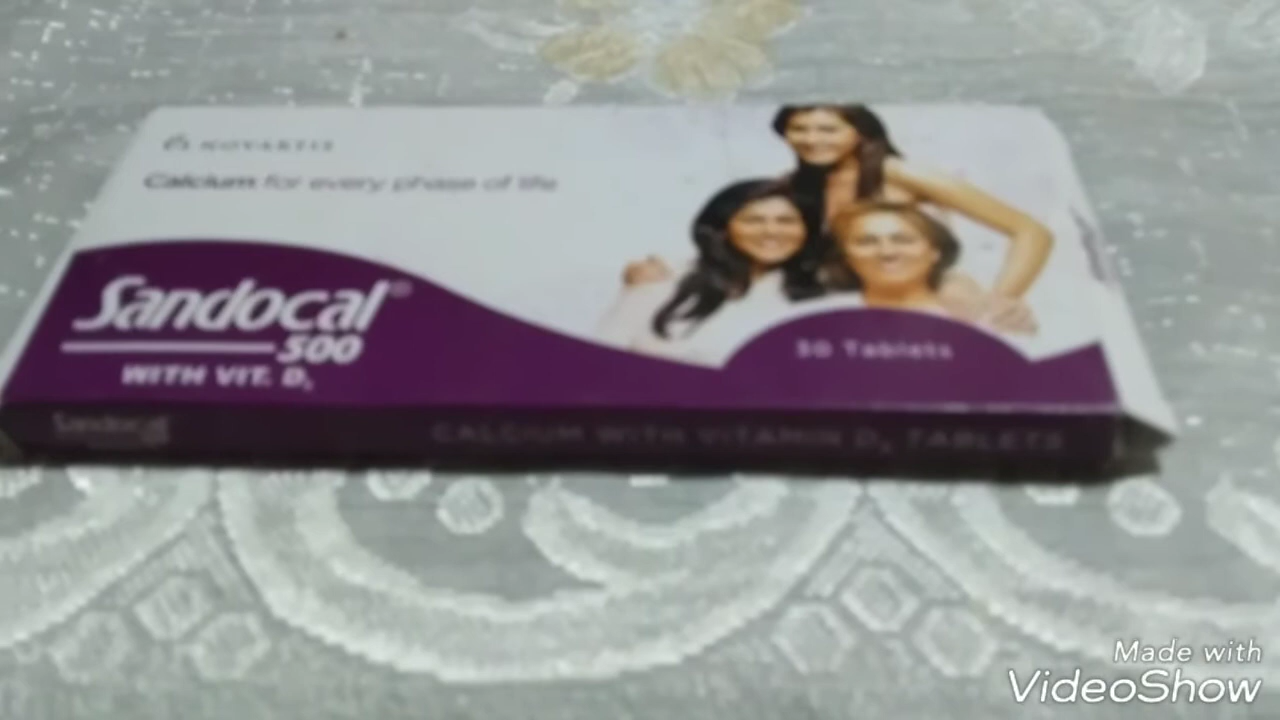 NOVARTIS
Calcium for every phase of life
Sandocal®
500
WITH VIT. D₃
30 Tablets
Sandocal
CALCIUM WITH VITAMIN D₃ TABLETS
Made with
VideoShow